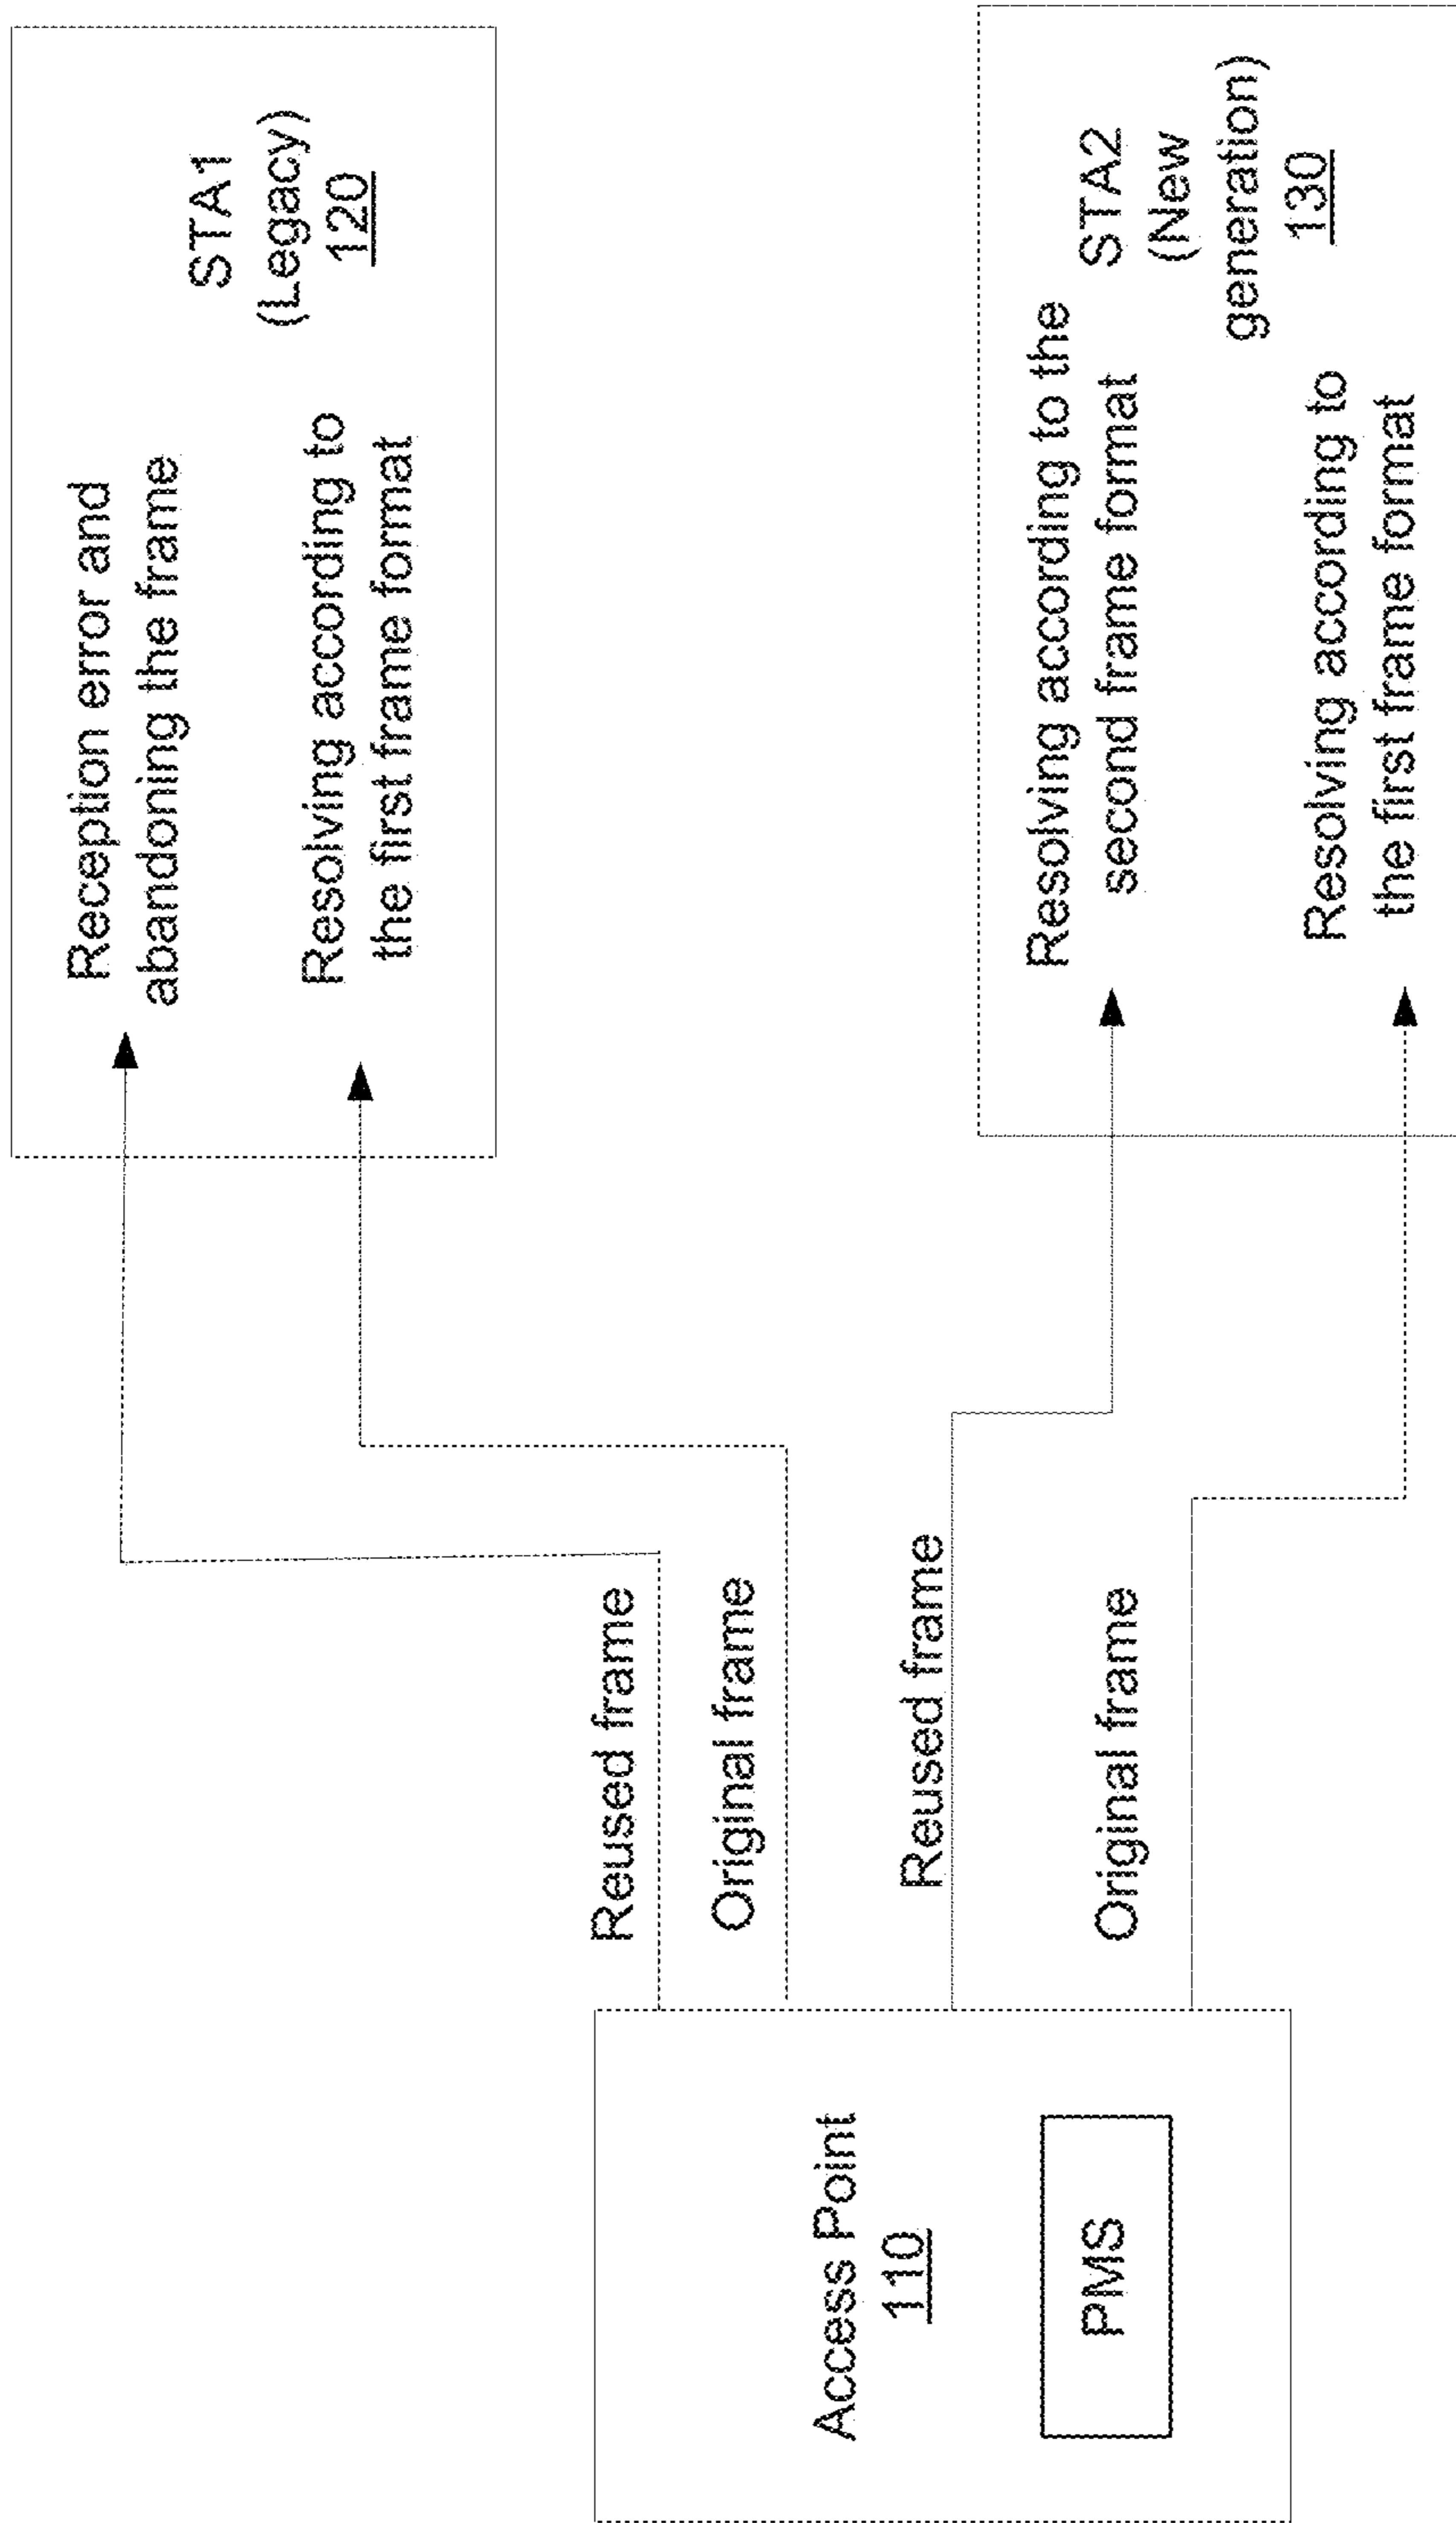 Access Point
110
PMS
Reused frame
Original frame
Reused frame
Original frame
Reception error and
abandoning the frame
Resolving according to
the first frame format
STA1
(Legacy)
120
Resolving according to the
second frame format
Resolving according to
the first frame format
STA2
(New
generation)
130